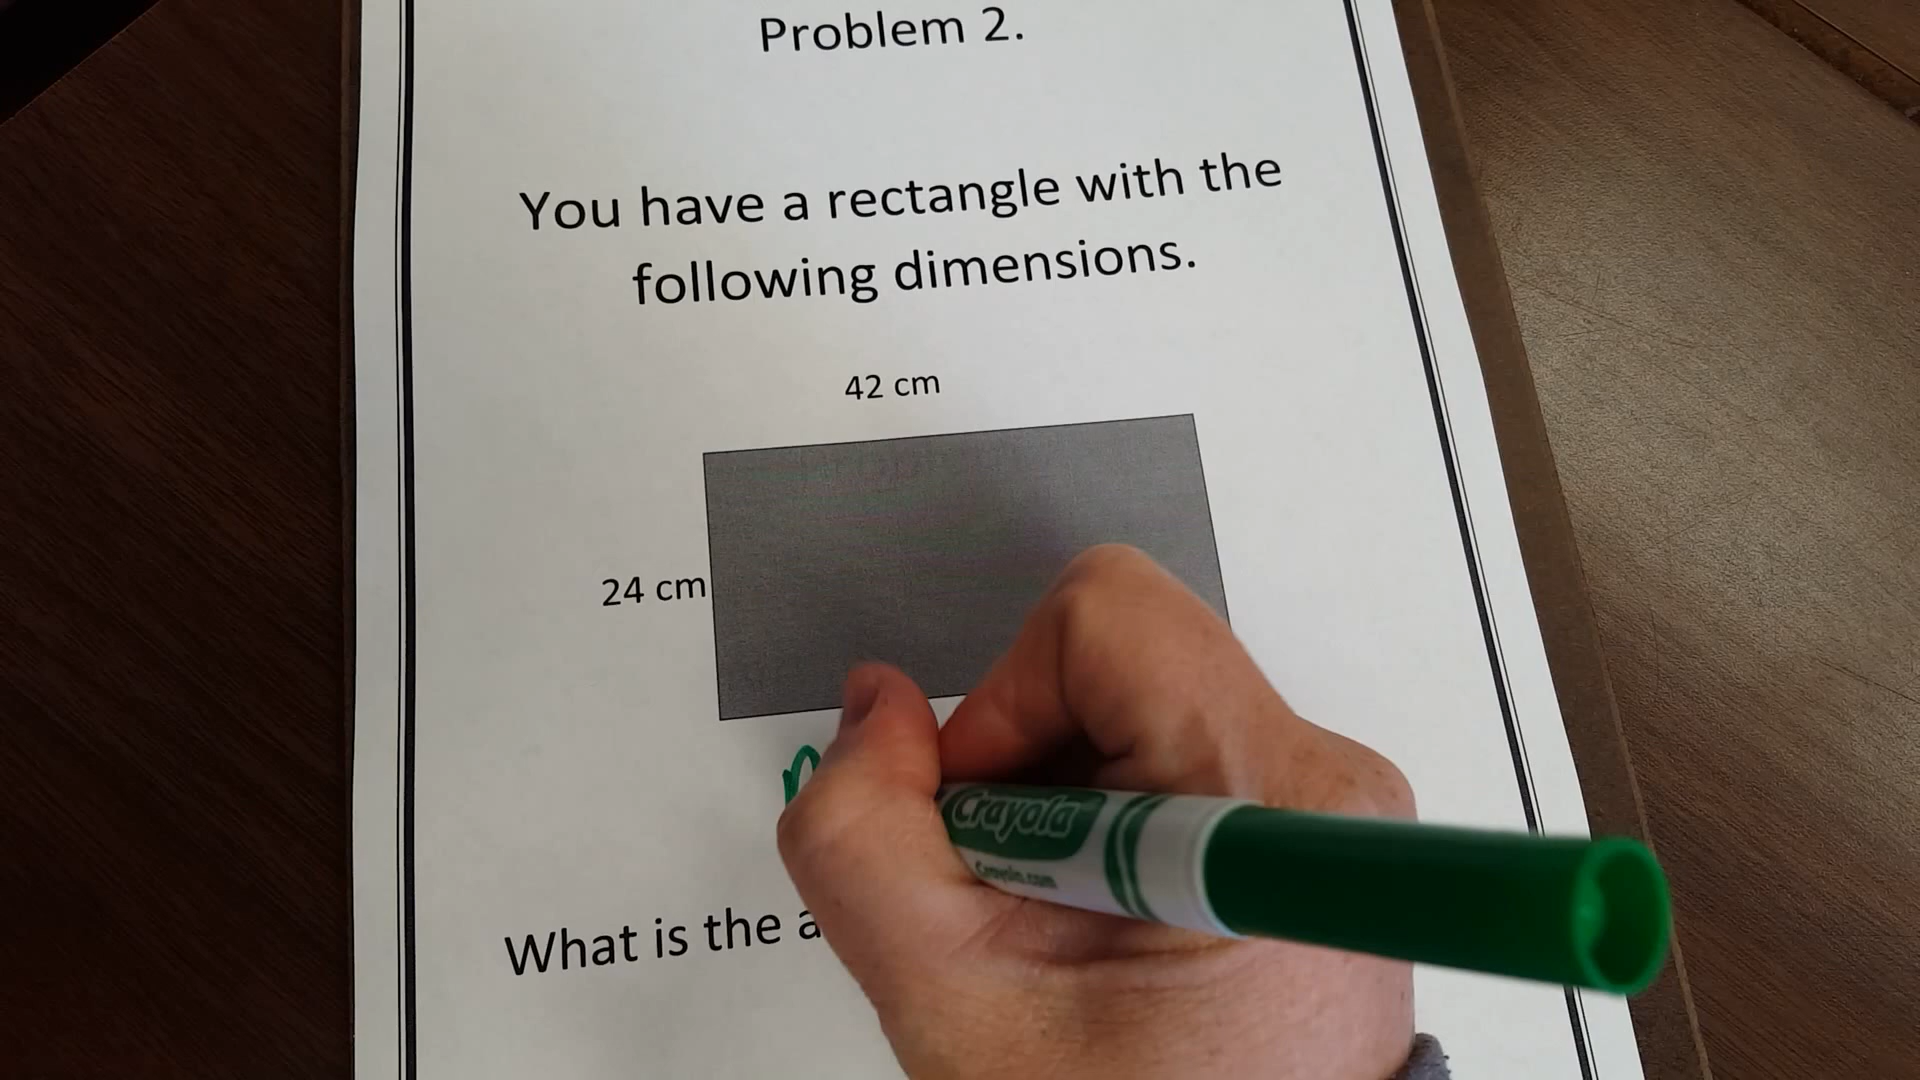 Problem 2.
You have a rectangle with the
following dimensions.
42 cm
24 cm
Crayola
Crayola.com
What is the